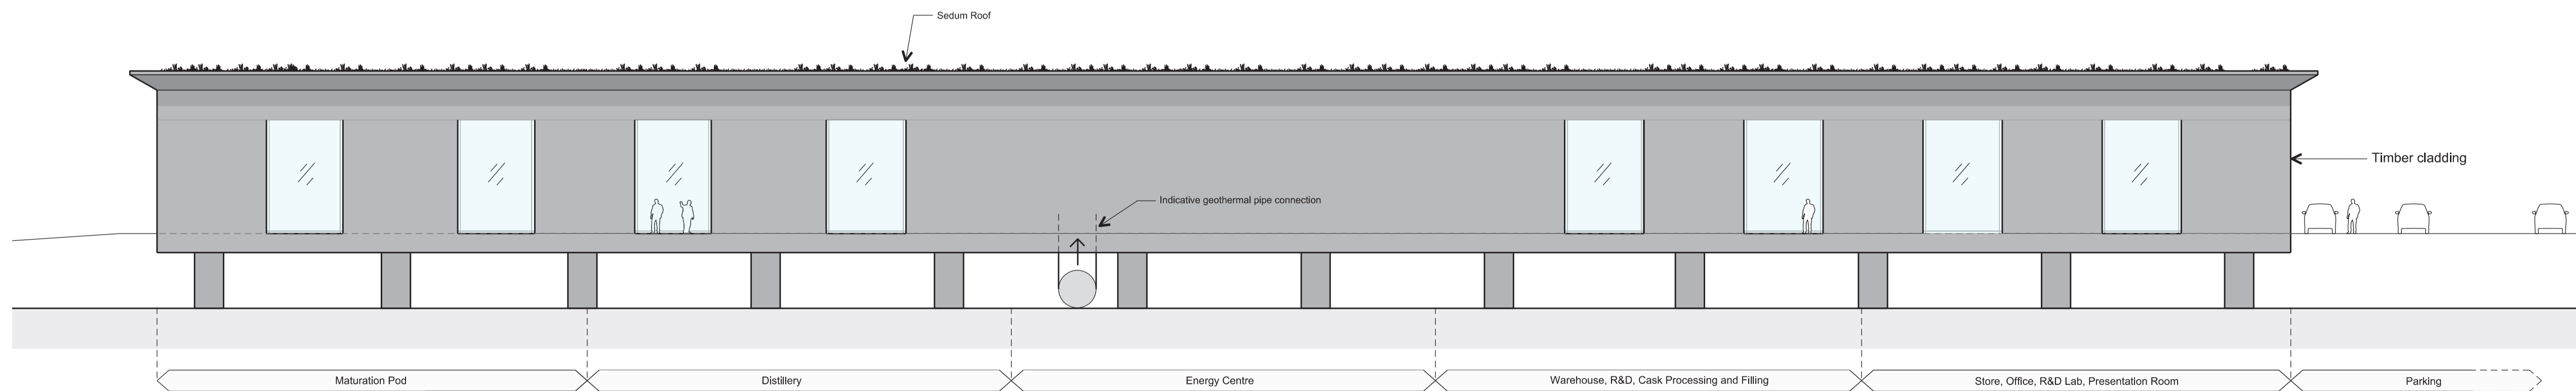 Sedum Roof
Timber cladding
Indicative geothermal pipe connection
Maturation Pod
Distillery
Energy Centre
Warehouse, R&D, Cask Processing and Filling
Store, Office, R&D Lab, Presentation Room
Parking